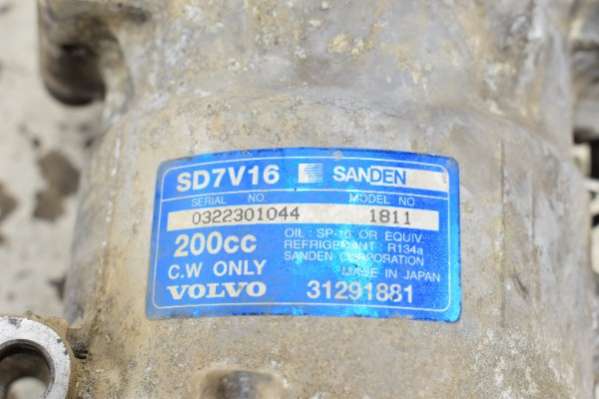 SD7V16 SANDEN
SERIAL NO. MODEL NO.
0322301044 1811
200cc OIL : SP-10 OR EQUIV
REFRIGERANT : R134a
SANDEN CORPORATION
C.W ONLY MADE IN JAPAN
VOLVO 31291881